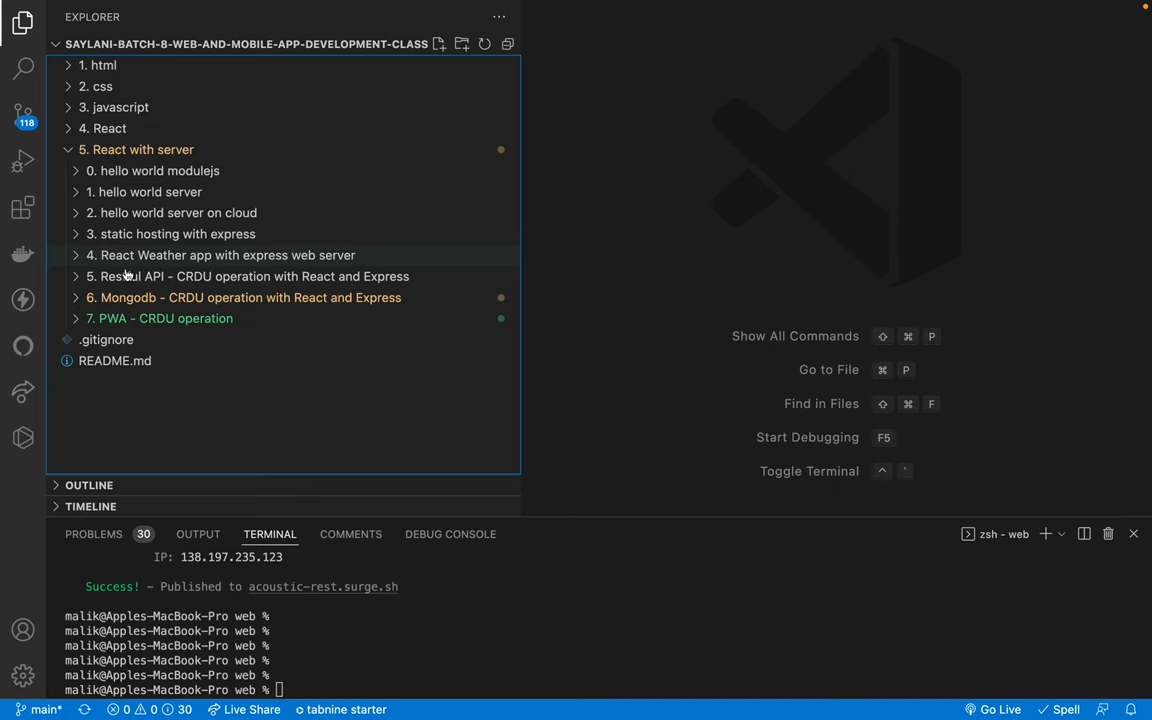 EXPLORER
SAYLANI-BATCH-8-WEB-AND-MOBILE-APP-DEVELOPMENT-CLASS
1. html
2. css
3. javascript
4. React
5. React with server
0. hello world modulejs
1. hello world server
2. hello world server on cloud
3. static hosting with express
4. React Weather app with express web server
5. Restful API - CRDU operation with React and Express
6. Mongodb - CRDU operation with React and Express
7. PWA - CRDU operation
.gitignore
README.md
118
Show All Commands ⇧ ⌘ P
Go to File ⌘ P
Find in Files ⇧ ⌘ F
Start Debugging F5
Toggle Terminal ^ `
OUTLINE
TIMELINE
PROBLEMS 30 OUTPUT TERMINAL COMMENTS DEBUG CONSOLE zsh - web
IP: 138.197.235.123
Success! - Published to acoustic-rest.surge.sh
malik@Apples-MacBook-Pro web %
malik@Apples-MacBook-Pro web %
malik@Apples-MacBook-Pro web %
malik@Apples-MacBook-Pro web %
malik@Apples-MacBook-Pro web %
malik@Apples-MacBook-Pro web %
main* 0 0 30 Live Share tabnine starter Go Live Spell